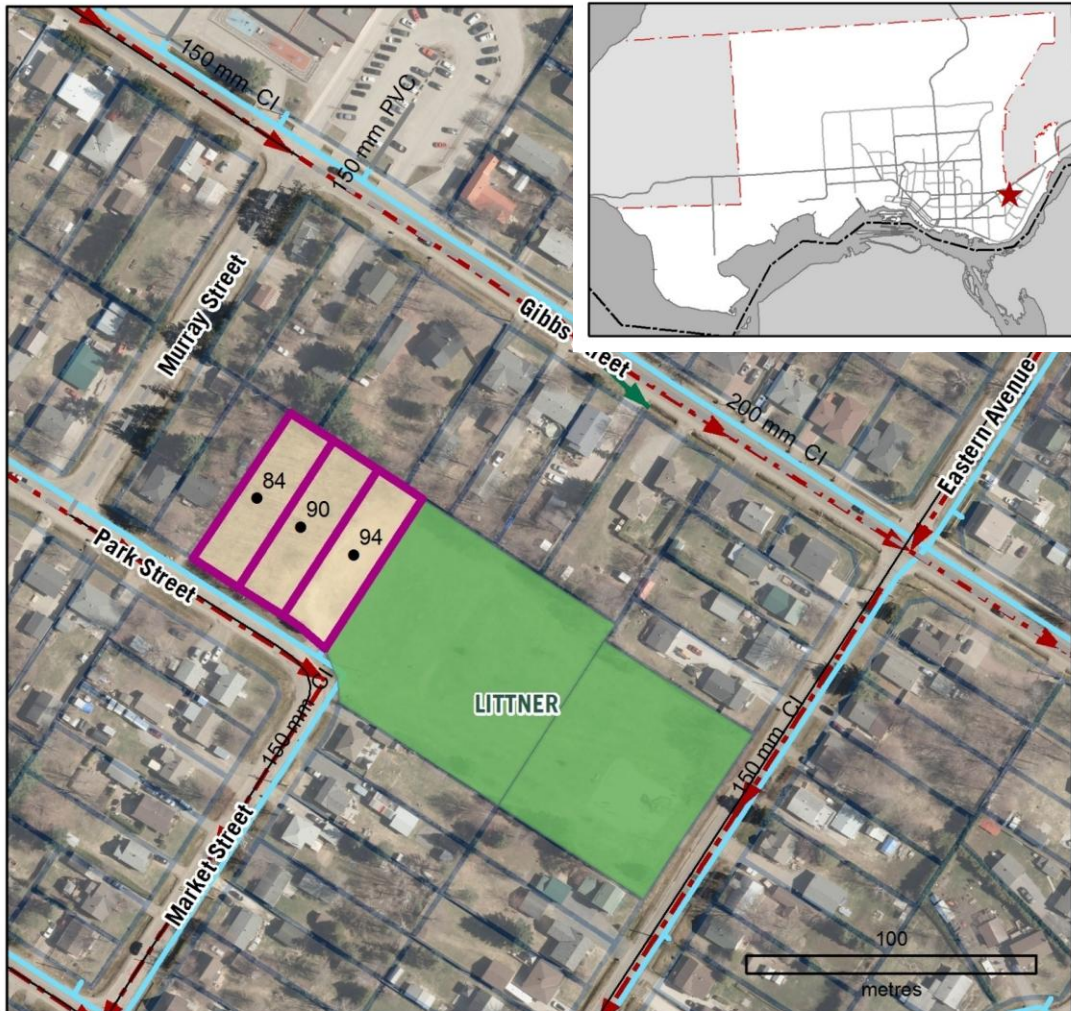 150 mm CI
150 mm PVC
Murray Street
Gibbs Street
200 mm CI
Eastern Avenue
84
90
94
Park Street
LITTNER
150 mm CI
150 mm CI
Market Street
100
metres